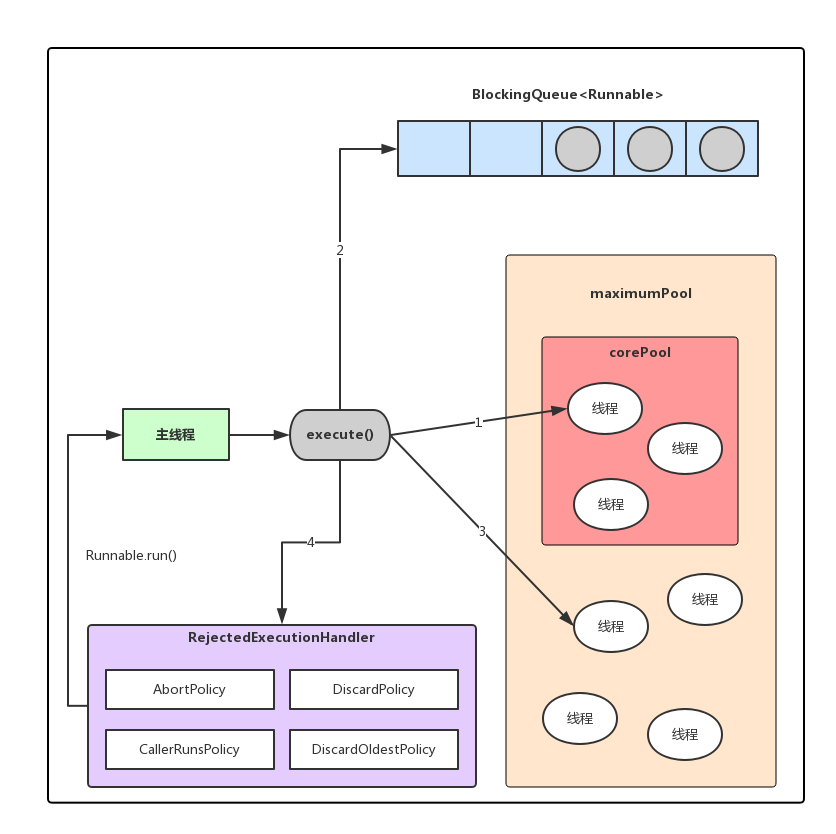 BlockingQueue<Runnable>
2
maximumPool
corePool
线程
主线程
execute()
1
线程
线程
3
4
Runnable.run()
线程
线程
RejectedExecutionHandler
AbortPolicy
DiscardPolicy
线程
线程
CallerRunsPolicy
DiscardOldestPolicy